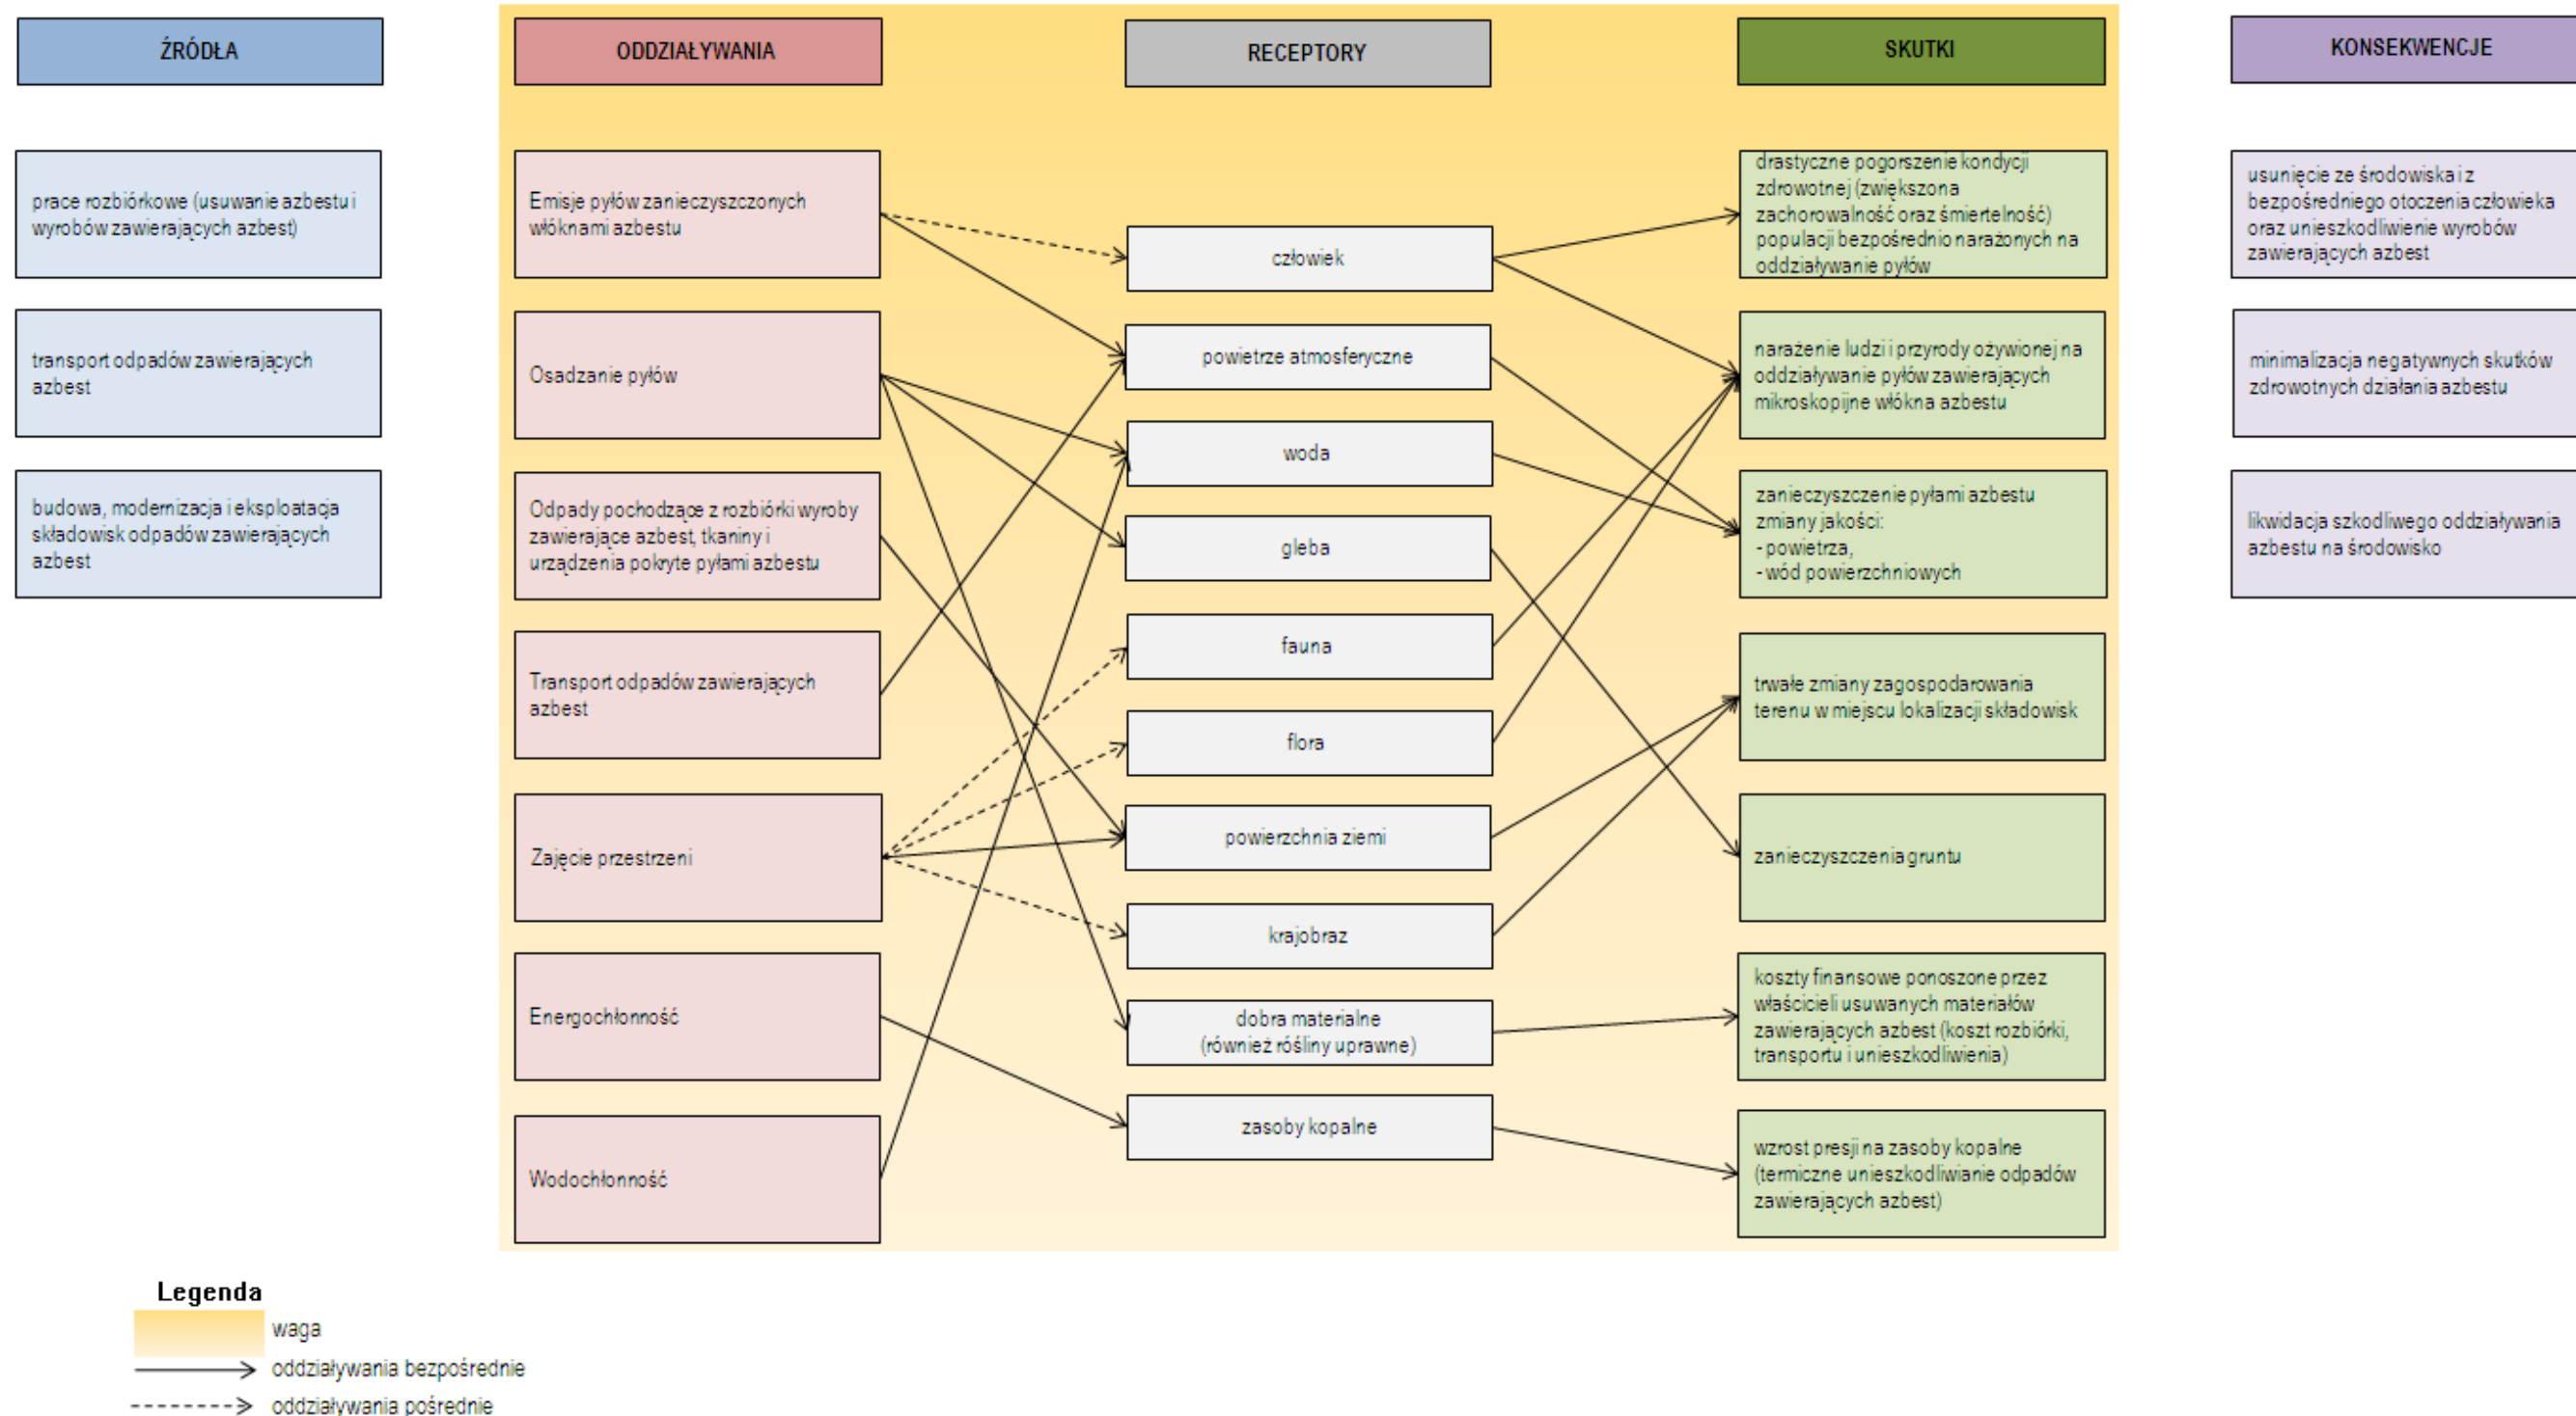 ŹRÓDŁA
prace rozbiórkowe (usuwanie azbestu i
wyrobów zawierających azbest)
transport odpadów zawierających
azbest
budowa, modernizacja i eksploatacja
składowisk odpadów zawierających
azbest
ODDZIAŁYWANIA
Emisje pyłów zanieczyszczonych
włóknami azbestu
Osadzanie pyłów
Odpady pochodzące z rozbiórki wyroby
zawierające azbest, tkaniny i
urządzenia pokryte pyłami azbestu
Transport odpadów zawierających
azbest
Zajęcie przestrzeni
Energochłonność
Wodochłonność
RECEPTORY
człowiek
powietrze atmosferyczne
woda
gleba
fauna
flora
powierzchnia ziemi
krajobraz
dobra materialne
(również róśliny uprawne)
zasoby kopalne
SKUTKI
drastyczne pogorszenie kondycji
zdrowotnej (zwiększona
zachorowalność oraz śmiertelność)
populacji bezpośrednio narażonych na
oddziaływanie pyłów
narażenie ludzi i przyrody ożywionej na
oddziaływanie pyłów zawierających
mikroskopijne włókna azbestu
zanieczyszczenie pyłami azbestu
zmiany jakości:
- powietrza,
- wód powierzchniowych
trwałe zmiany zagospodarowania
terenu w miejscu lokalizacji składowisk
zanieczyszczenia gruntu
koszty finansowe ponoszone przez
właścicieli usuwanych materiałów
zawierających azbest (koszt rozbiórki,
transportu i unieszkodliwienia)
wzrost presji na zasoby kopalne
(termiczne unieszkodliwianie odpadów
zawierających azbest)
KONSEKWENCJE
usunięcie ze środowiska i z
bezpośredniego otoczenia człowieka
oraz unieszkodliwienie wyrobów
zawierających azbest
minimalizacja negatywnych skutków
zdrowotnych działania azbestu
likwidacja szkodliwego oddziaływania
azbestu na środowisko
Legenda
waga
oddziaływania bezpośrednie
oddziaływania pośrednie